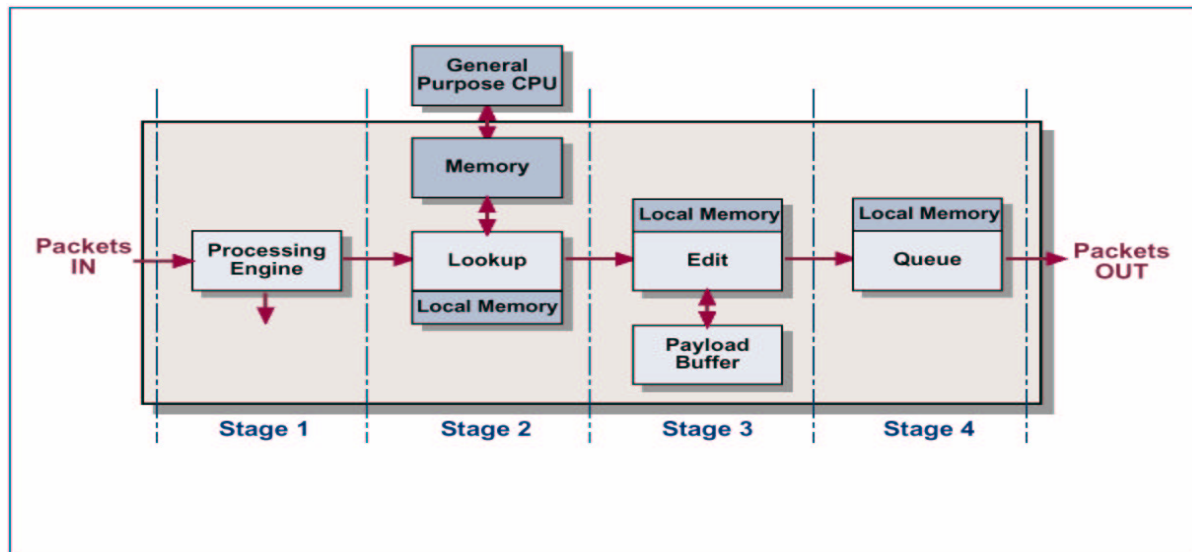 General
Purpose CPU
Memory
Local Memory
Local Memory
Packets
IN
Processing
Engine
Lookup
Edit
Queue
Packets
OUT
Local Memory
Payload
Buffer
Stage 1
Stage 2
Stage 3
Stage 4